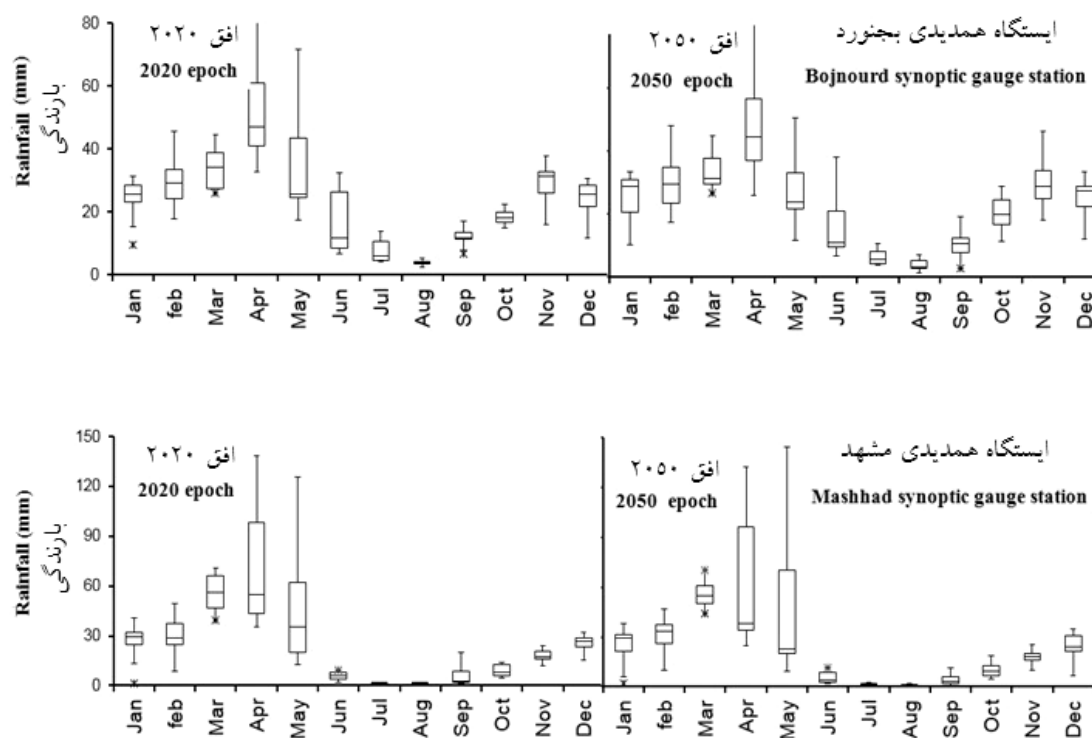 افق ۲۰۲۰
2020 epoch
افق ۲۰۵۰
2050 epoch
ایستگاه همدیدی بجنورد
Bojnourd synoptic gauge station
Rainfall (mm)
بارندگی
80
60
40
20
0
Jan feb Mar Apr May Jun Jul Aug Sep Oct Nov Dec
Jan feb Mar Apr May Jun Jul Aug Sep Oct Nov Dec
افق ۲۰۲۰
2020 epoch
افق ۲۰۵۰
2050 epoch
ایستگاه همدیدی مشهد
Mashhad synoptic gauge station
Rainfall (mm)
بارندگی
150
120
90
60
30
0
Jan feb Mar Apr May Jun Jul Aug Sep Oct Nov Dec
Jan feb Mar Apr May Jun Jul Aug Sep Oct Nov Dec